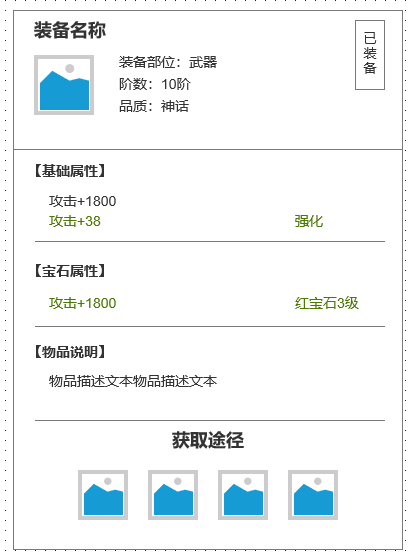 装备名称
已装备
装备部位：武器
阶数：10阶
品质：神话
【基础属性】
攻击+1800
攻击+38 强化
【宝石属性】
攻击+1800 红宝石3级
【物品说明】
物品描述文本物品描述文本
获取途径